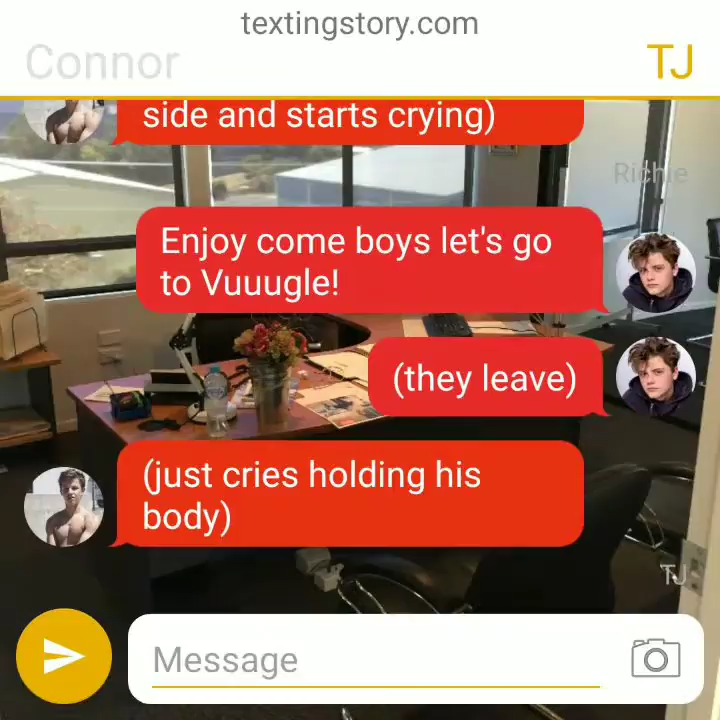 textingstory.com
Connor
TJ
side and starts crying)
Richie
Enjoy come boys let's go
to Vuuugle!
(they leave)
(just cries holding his
body)
TJ
Message